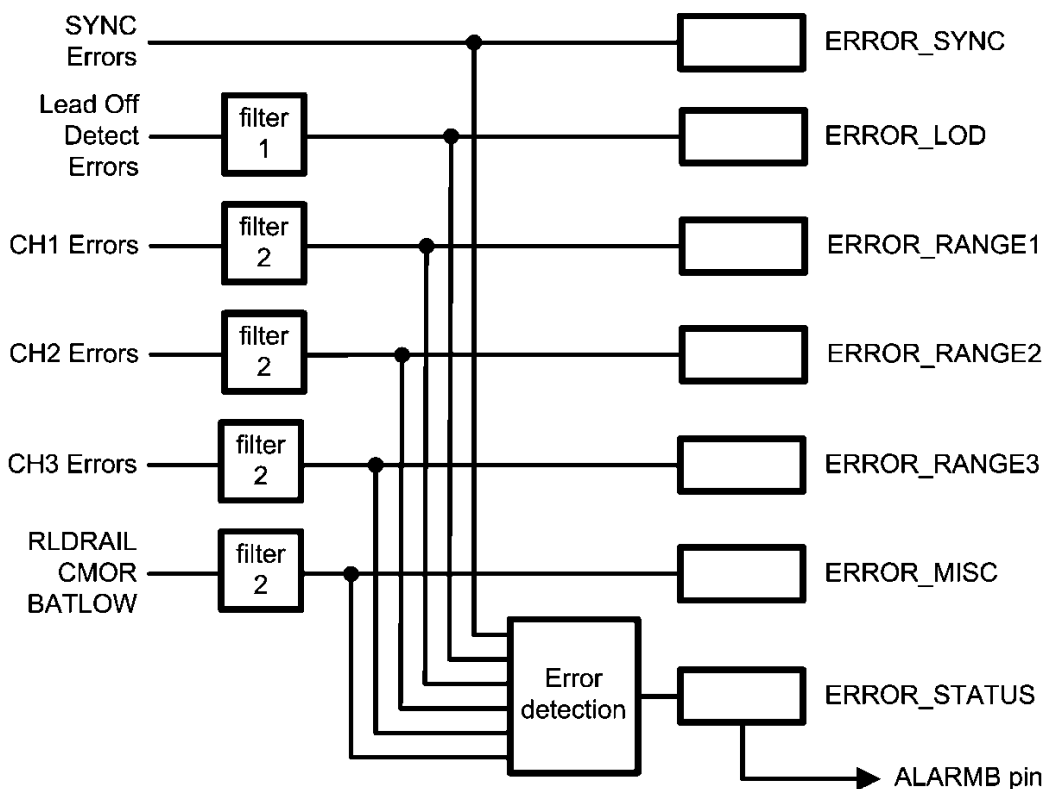 SYNC
Errors
ERROR_SYNC
Lead Off
Detect
Errors
filter
1
ERROR_LOD
CH1 Errors
filter
2
ERROR_RANGE1
CH2 Errors
filter
2
ERROR_RANGE2
CH3 Errors
filter
2
ERROR_RANGE3
RLDRAIL
CMOR
BATLOW
filter
2
ERROR_MISC
Error
detection
ERROR_STATUS
ALARMB pin